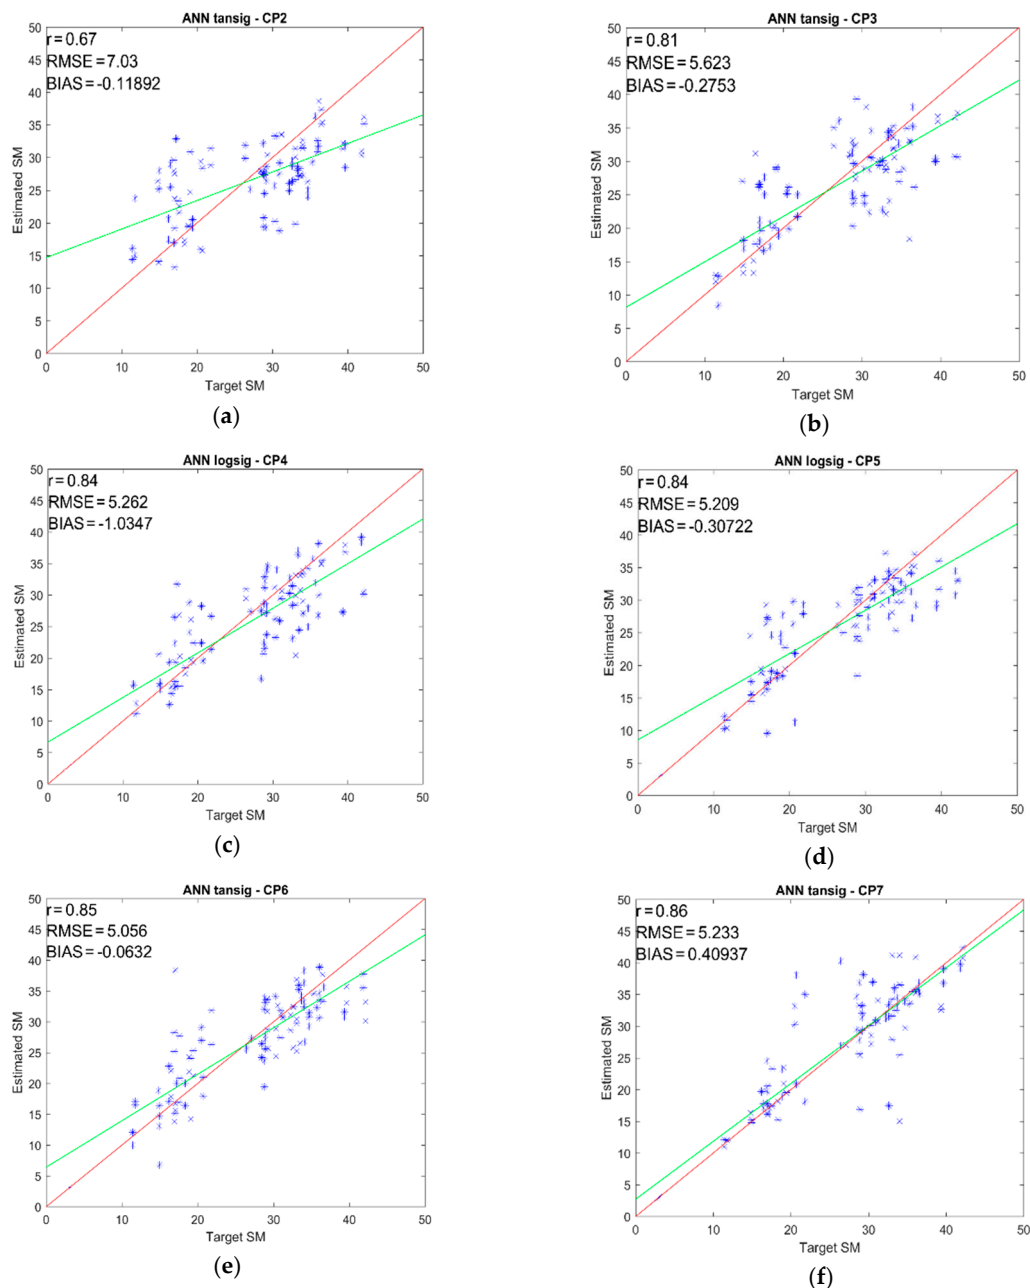 ANN tansig - CP2
r=0.67
RMSE=7.03
BIAS=-0.11892
50
45
40
35
30
25
20
15
10
5
0
Estimated SM
0 10 20 30 40 50
Target SM
(a)
ANN tansig - CP3
r=0.81
RMSE=5.623
BIAS=-0.2753
50
45
40
35
30
25
20
15
10
5
0
Estimated SM
0 10 20 30 40 50
Target SM
(b)
ANN logsig - CP4
r=0.84
RMSE=5.262
BIAS=-1.0347
50
45
40
35
30
25
20
15
10
5
0
Estimated SM
0 10 20 30 40 50
Target SM
(c)
ANN logsig - CP5
r=0.84
RMSE=5.209
BIAS=-0.30722
50
45
40
35
30
25
20
15
10
5
0
Estimated SM
0 10 20 30 40 50
Target SM
(d)
ANN tansig - CP6
r=0.85
RMSE=5.056
BIAS=-0.0632
50
45
40
35
30
25
20
15
10
5
0
Estimated SM
0 10 20 30 40 50
Target SM
(e)
ANN tansig - CP7
r=0.86
RMSE=5.233
BIAS=0.40937
50
45
40
35
30
25
20
15
10
5
0
Estimated SM
0 10 20 30 40 50
Target SM
(f)